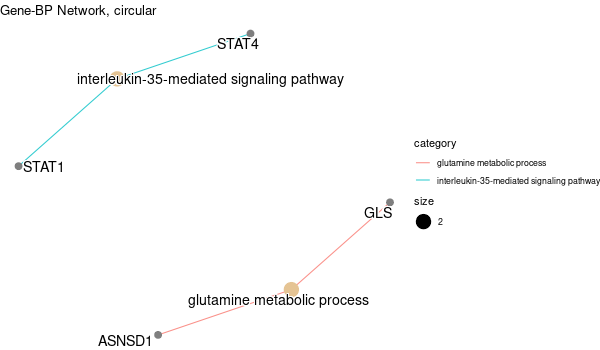 Gene-BP Network, circular
STAT4
interleukin-35-mediated signaling pathway
STAT1
GLS
glutamine metabolic process
ASNSD1
category
glutamine metabolic process
interleukin-35-mediated signaling pathway
size
2